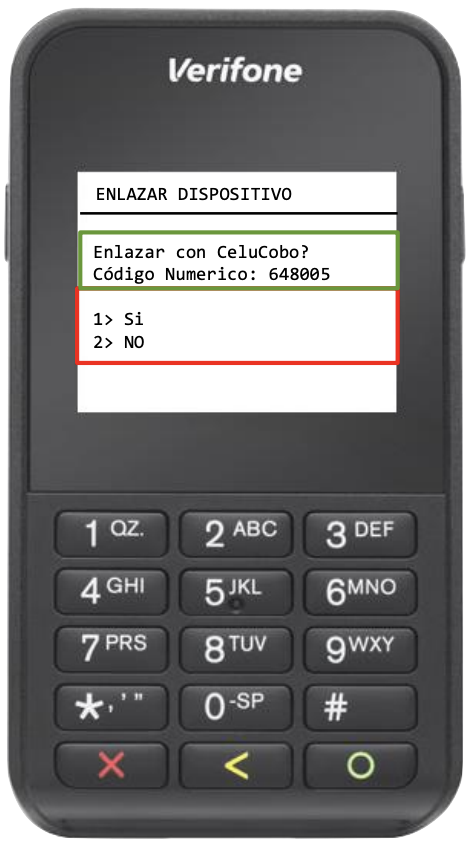 Verifone
ENLAZAR DISPOSITIVO
Enlazar con CeluCobo?
Código Numerico: 648005
1> Si
2> NO
1 QZ. 2 ABC 3 DEF
4 GHI 5 JKL 6 MNO
7 PRS 8 TUV 9 WXY
*,'" 0-SP #
X < O